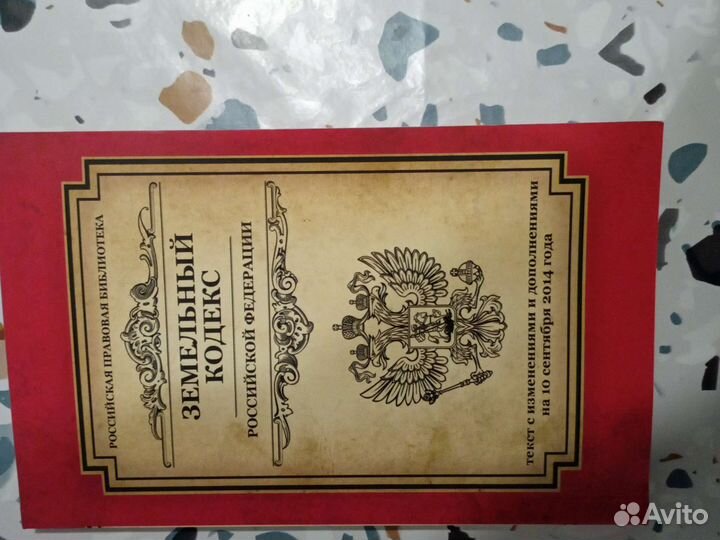 РОССИЙСКАЯ ПРАВОВАЯ БИБЛИОТЕКА
ЗЕМЕЛЬНЫЙ
КОДЕКС
РОССИЙСКОЙ ФЕДЕРАЦИИ
текст с изменениями и дополнениями
на 10 сентября 2014 года
Avito